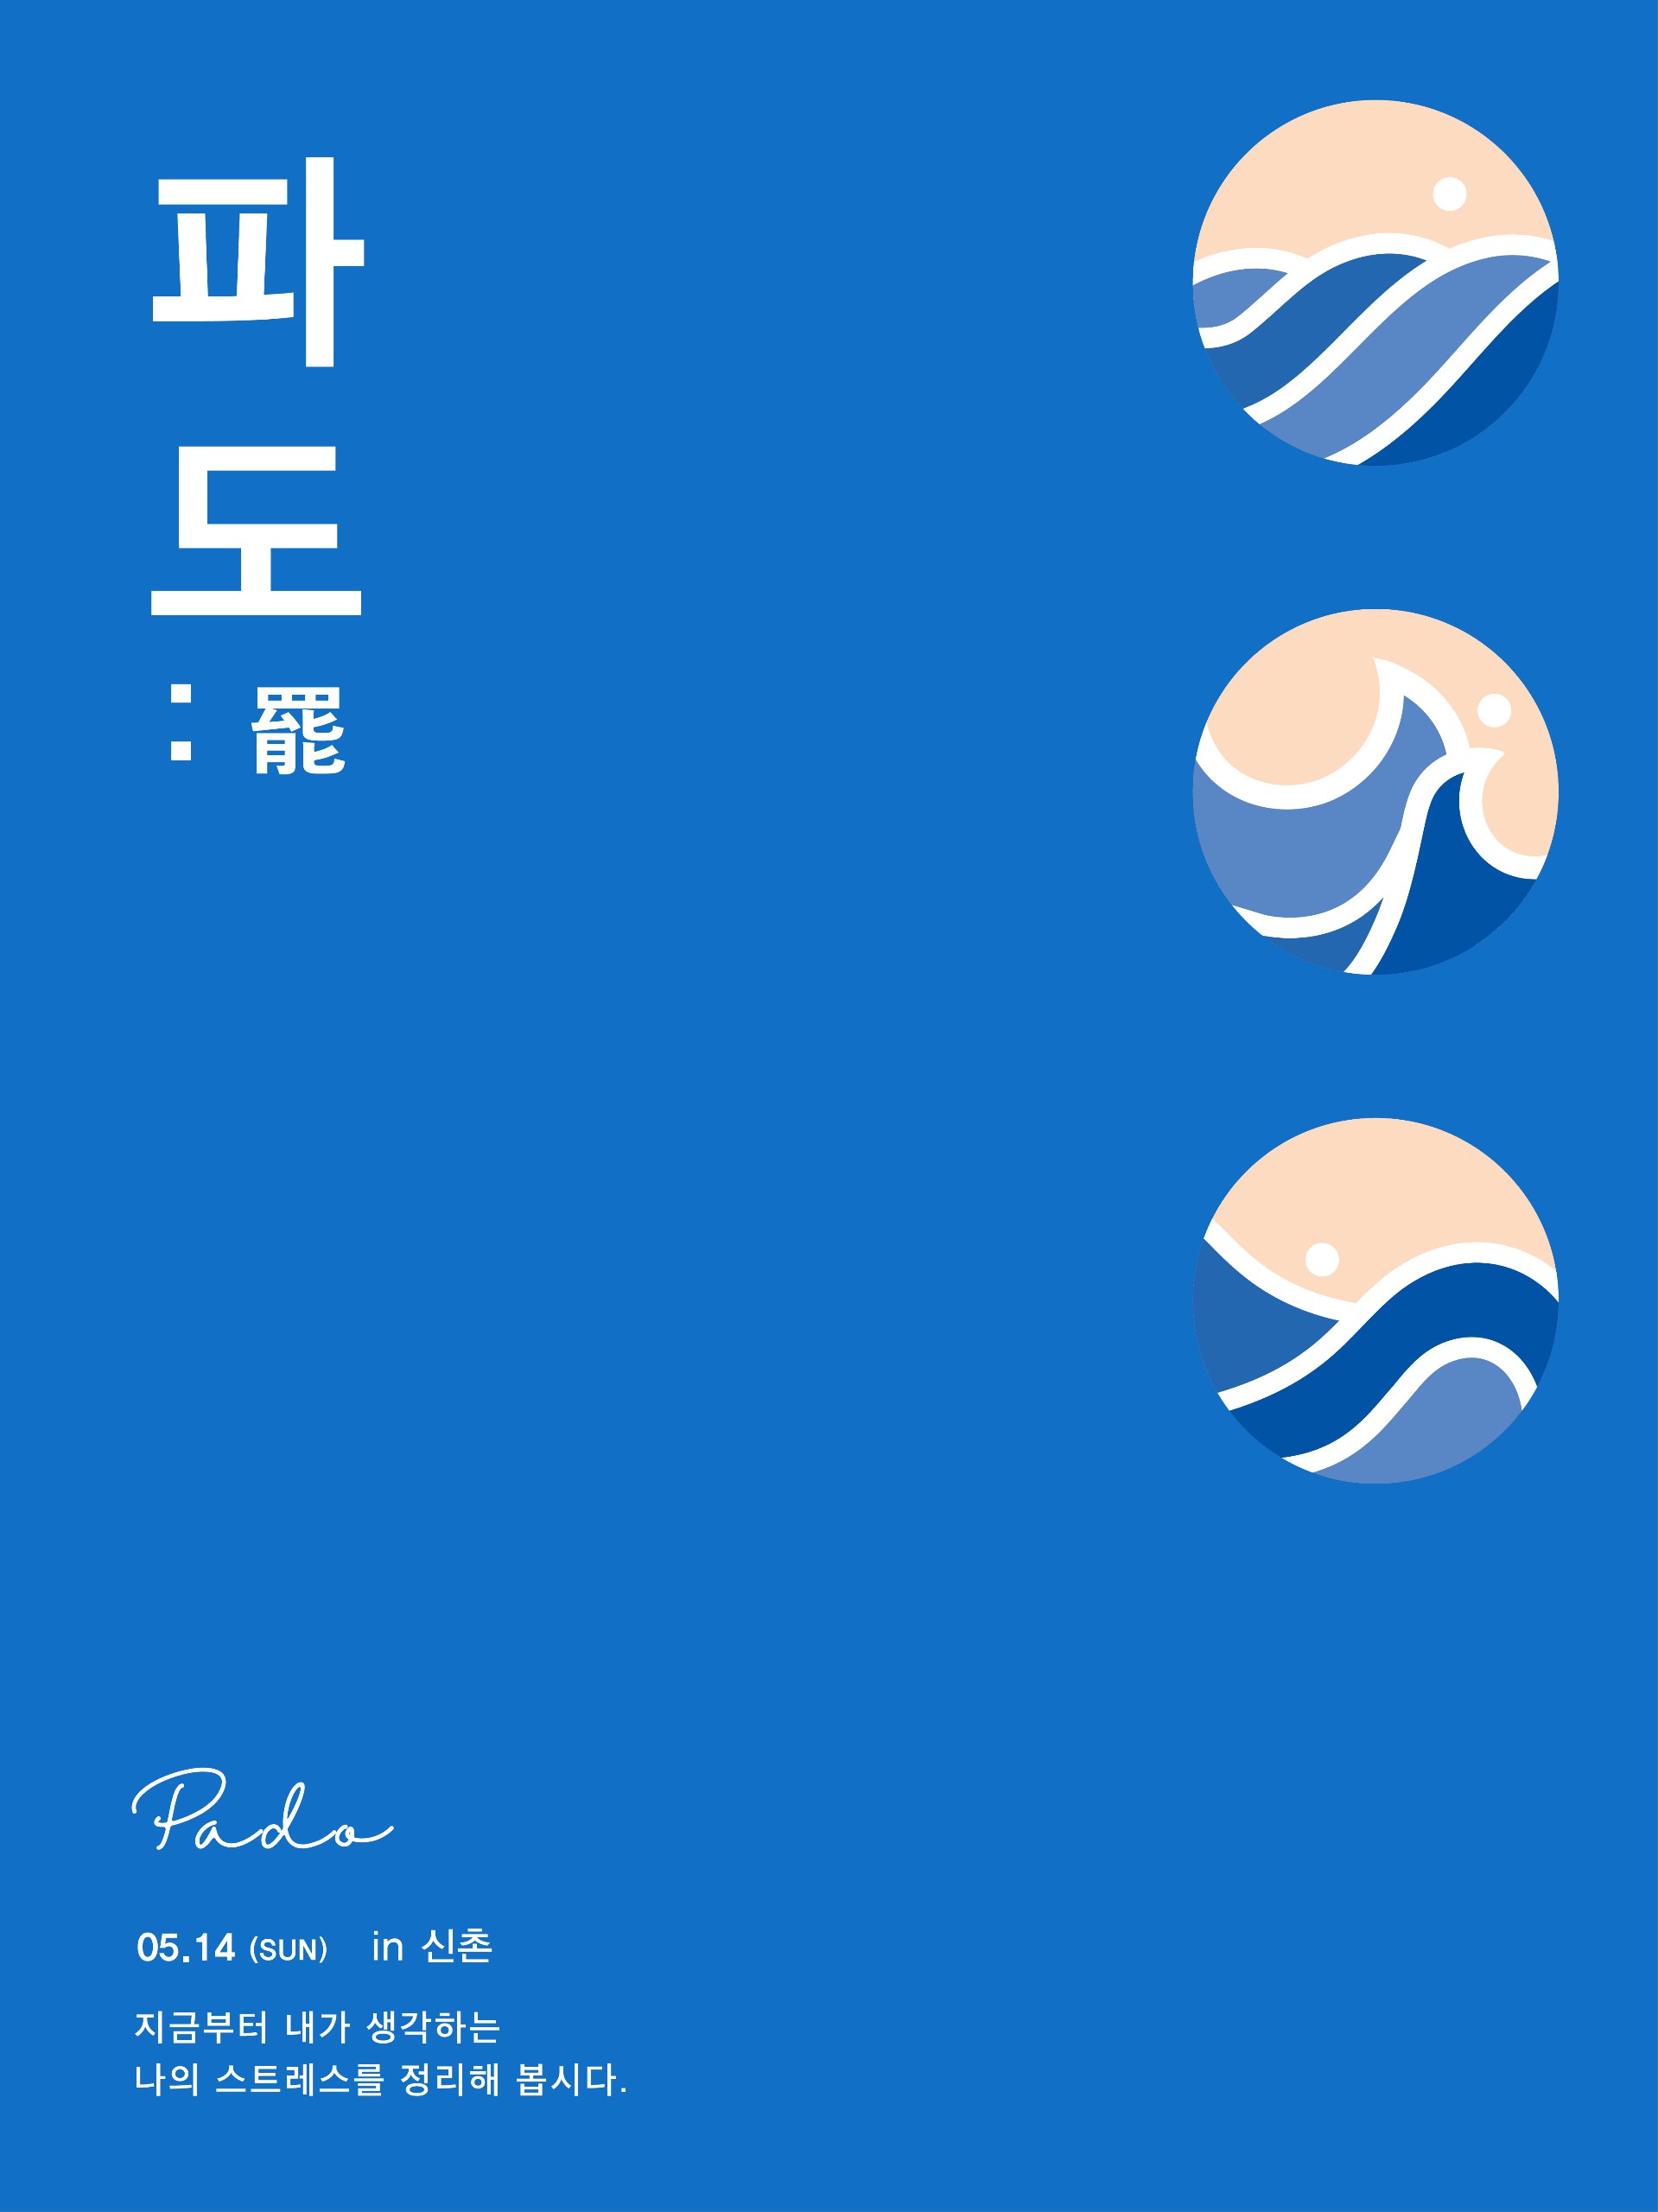 파
도
: 罷
Pado
05.14 (SUN) in 신촌
지금부터 내가 생각하는
나의 스트레스를 정리해 봅시다.